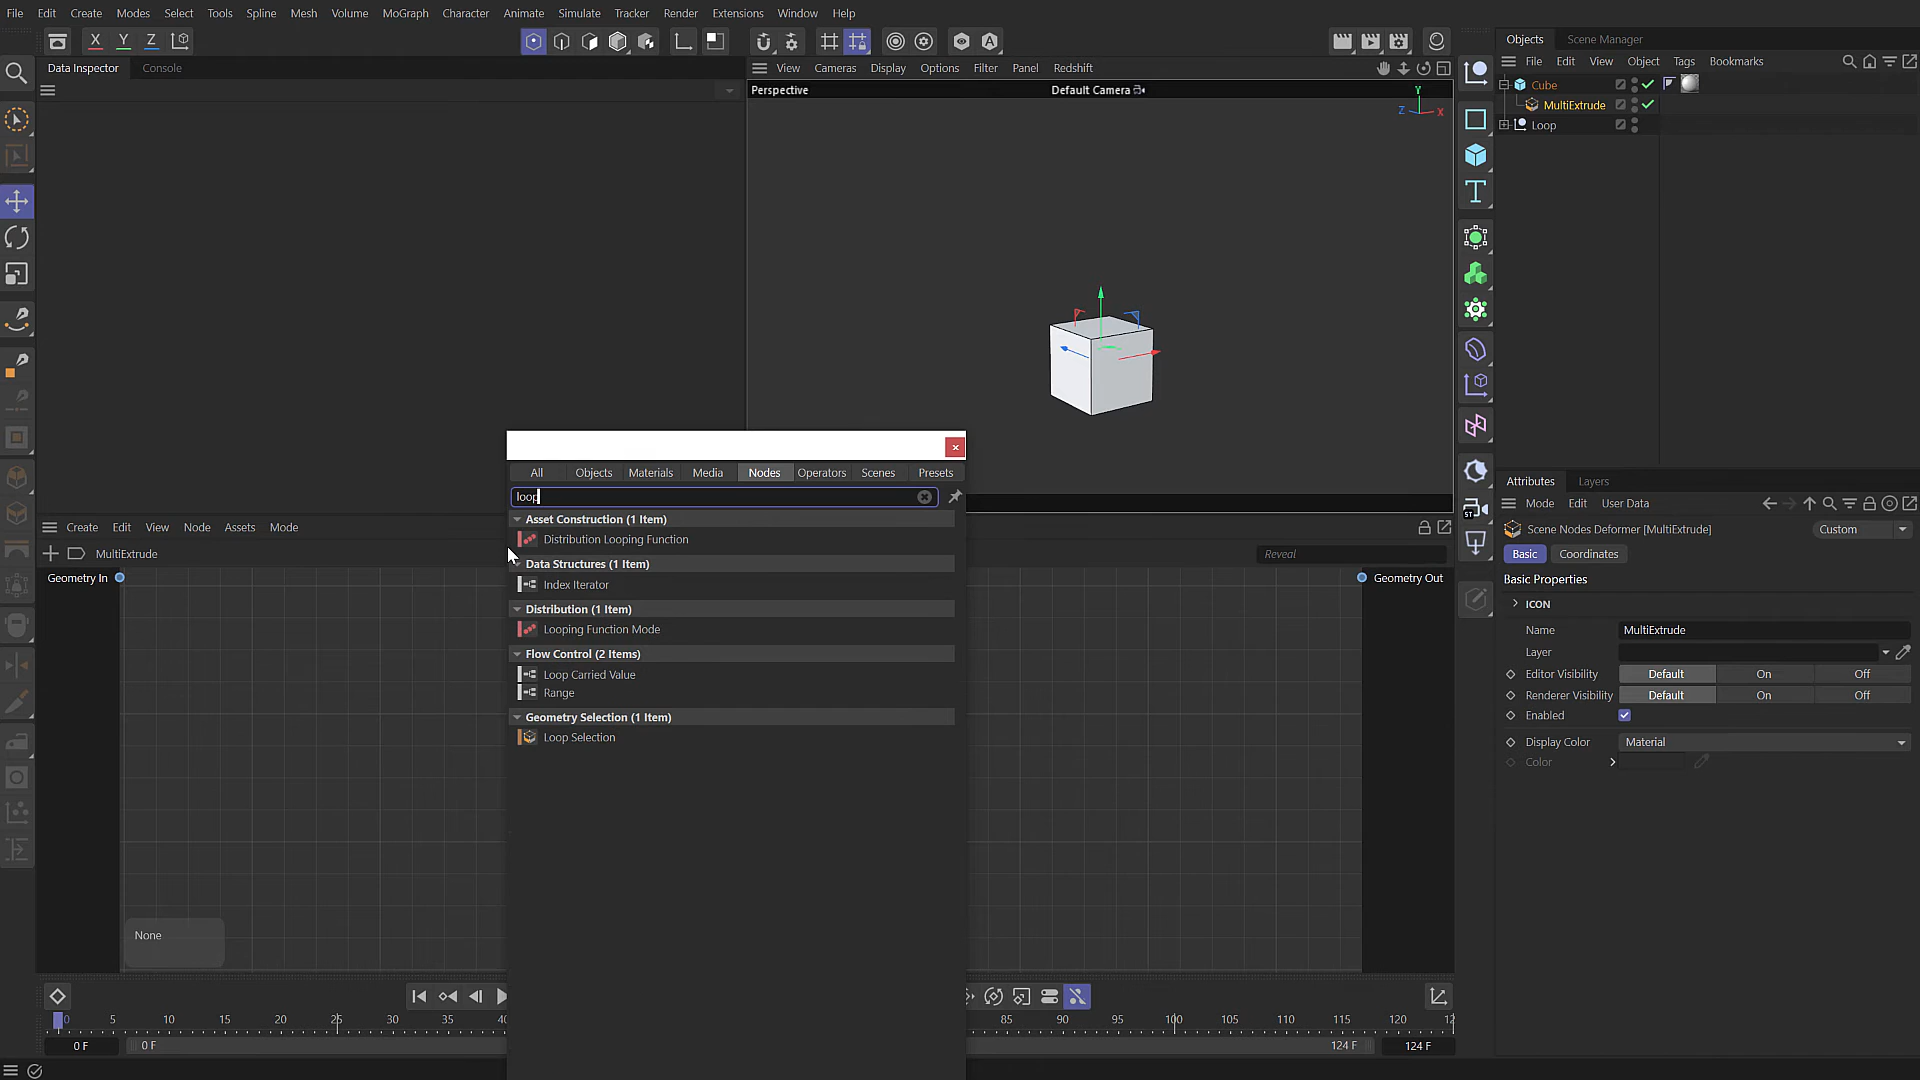 File Edit Create Modes Select Tools Spline Mesh Volume MoGraph Character Animate Simulate Tracker Render Extensions Window Help
X Y Z
Objects Scene Manager
Data Inspector Console
View Cameras Display Options Filter Panel Redshift
File Edit View Object Tags Bookmarks
Perspective Default Camera
Y
Z X
Cube
MultiExtrude
Loop
All Objects Materials Media Nodes Operators Scenes Presets
loop
Asset Construction (1 Item)
Distribution Looping Function
Data Structures (1 Item)
Index Iterator
Distribution (1 Item)
Looping Function Mode
Flow Control (2 Items)
Loop Carried Value
Range
Geometry Selection (1 Item)
Loop Selection
Create Edit View Node Assets Mode
MultiExtrude
Reveal
Geometry In
Geometry Out
None
Attributes Layers
Mode Edit User Data
Scene Nodes Deformer [MultiExtrude] Custom
Basic Coordinates
Basic Properties
ICON
Name MultiExtrude
Layer
Editor Visibility Default On Off
Renderer Visibility Default On Off
Enabled
Display Color Material
Color
ST
0 5 10 15 20 25 30 35 40 85 90 95 100 105 110 115 120 12
0 F 0 F 124 F 124 F